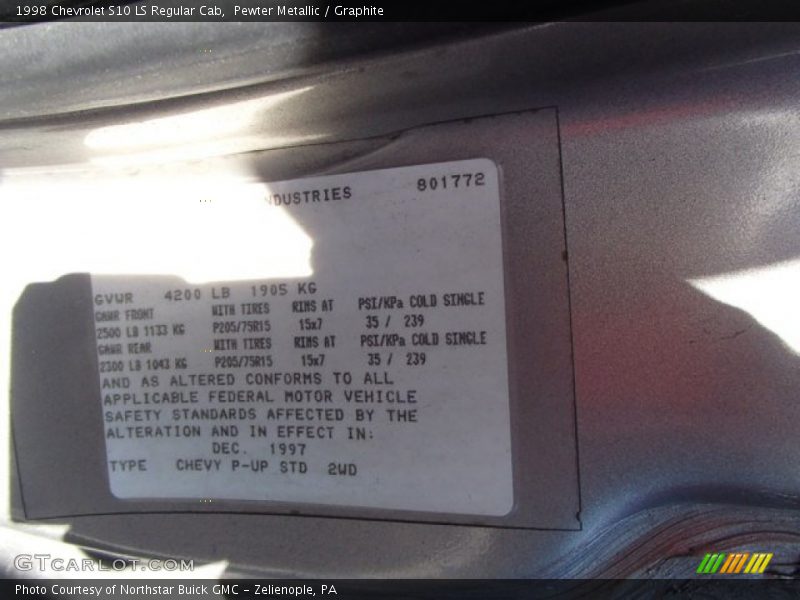 1998 Chevrolet S10 LS Regular Cab, Pewter Metallic / Graphite
NDUSTRIES 801772
GVWR 4200 LB 1905 KG
GAWR FRONT WITH TIRES RIMS AT PSI/KPa COLD SINGLE
2500 LB 1133 KG P205/75R15 15x7 35 / 239
GAWR REAR WITH TIRES RIMS AT PSI/KPa COLD SINGLE
2300 LB 1043 KG P205/75R15 15x7 35 / 239
AND AS ALTERED CONFORMS TO ALL
APPLICABLE FEDERAL MOTOR VEHICLE
SAFETY STANDARDS AFFECTED BY THE
ALTERATION AND IN EFFECT IN:
DEC. 1997
TYPE CHEVY P-UP STD 2WD
GTCARLOT.COM
Photo Courtesy of Northstar Buick GMC - Zelienople, PA